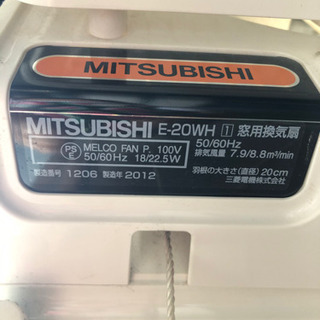 MITSUBISHI
MITSUBISHI E-20WH 1 窓用換気扇
PS E MELCO FAN P. 100V 50/60Hz
50/60Hz 18/22.5W 排気風量 7.9/8.8m³/min
製造番号 1206 製造年 2012 羽根の大きさ(直径)20cm
三菱電機株式会社